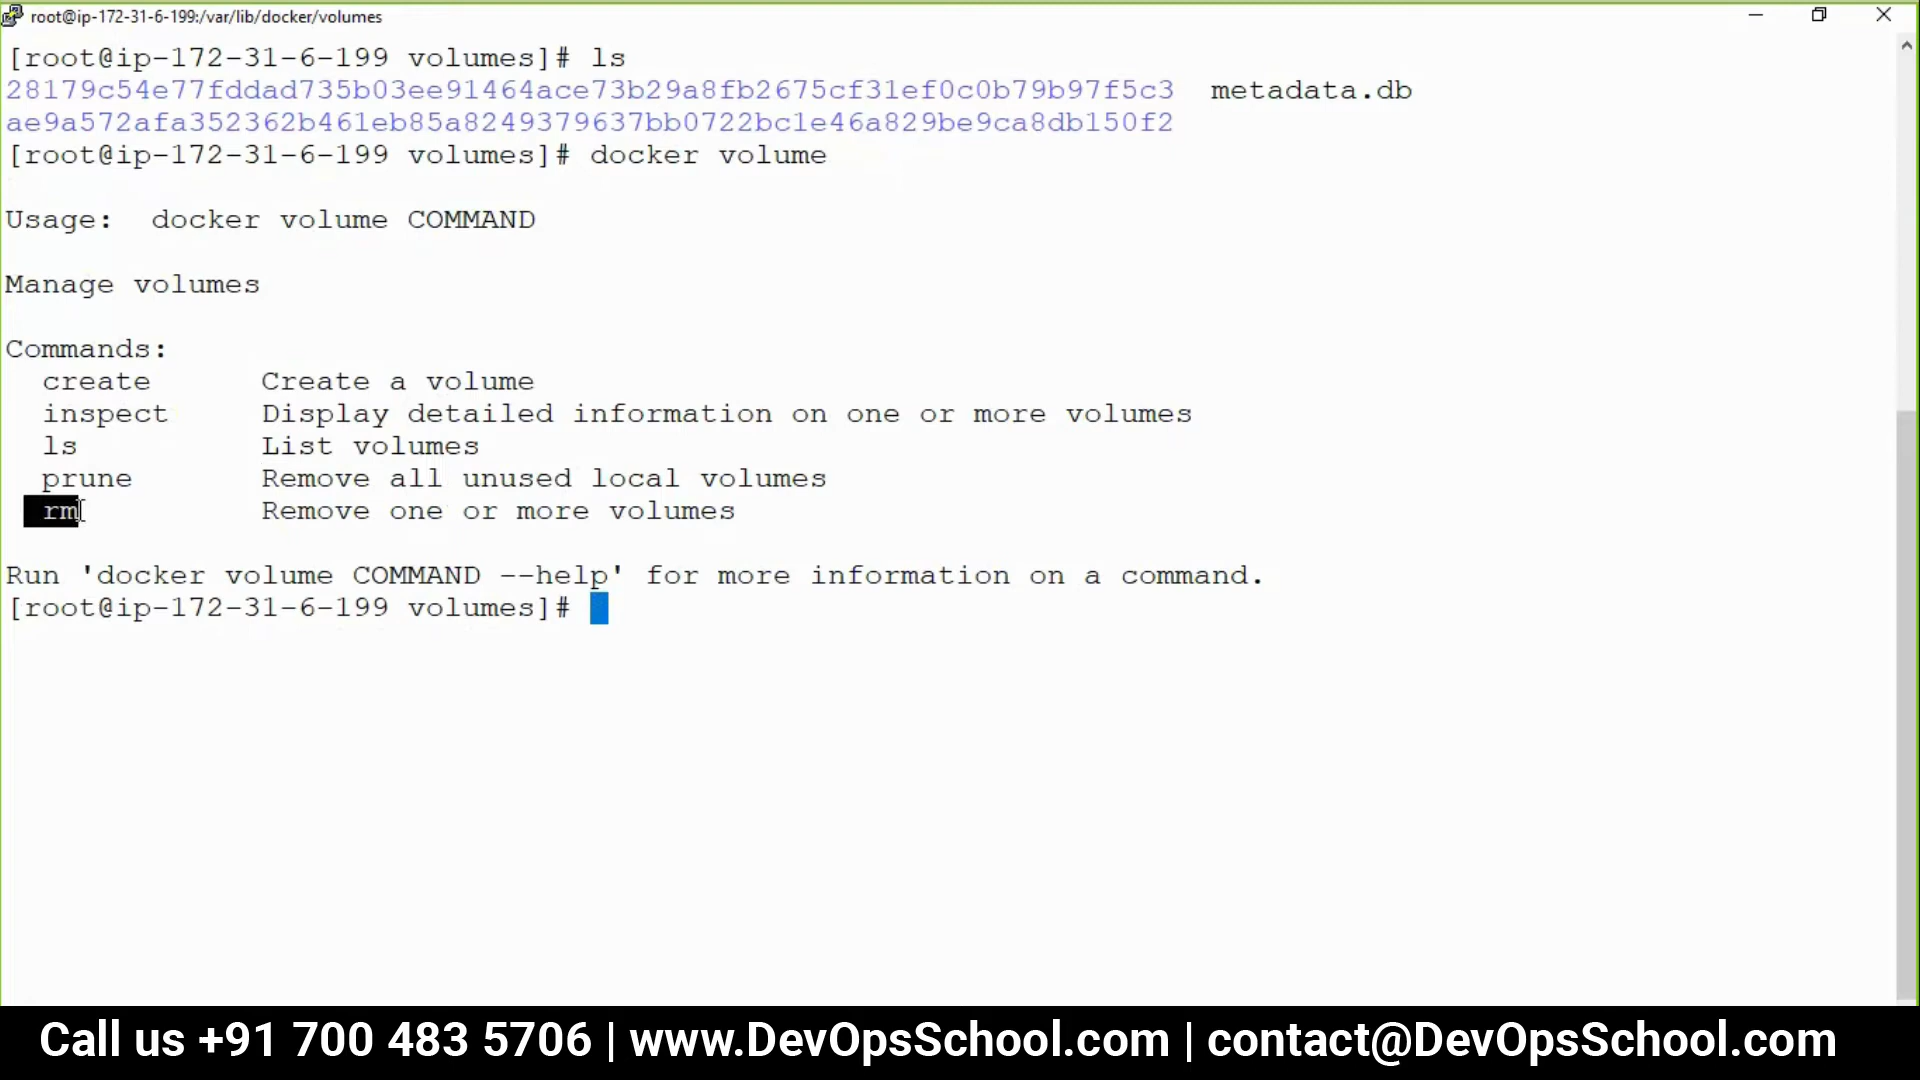 root@ip-172-31-6-199:/var/lib/docker/volumes
[root@ip-172-31-6-199 volumes]# ls
28179c54e77fddad735b03ee91464ace73b29a8fb2675cf31ef0c0b79b97f5c3  metadata.db
ae9a572afa352362b461eb85a8249379637bb0722bc1e46a829be9ca8db150f2
[root@ip-172-31-6-199 volumes]# docker volume
Usage:  docker volume COMMAND
Manage volumes
Commands:
  create      Create a volume
  inspect     Display detailed information on one or more volumes
  ls          List volumes
  prune       Remove all unused local volumes
  rm          Remove one or more volumes
Run 'docker volume COMMAND --help' for more information on a command.
[root@ip-172-31-6-199 volumes]#
Call us +91 700 483 5706 | www.DevOpsSchool.com | contact@DevOpsSchool.com